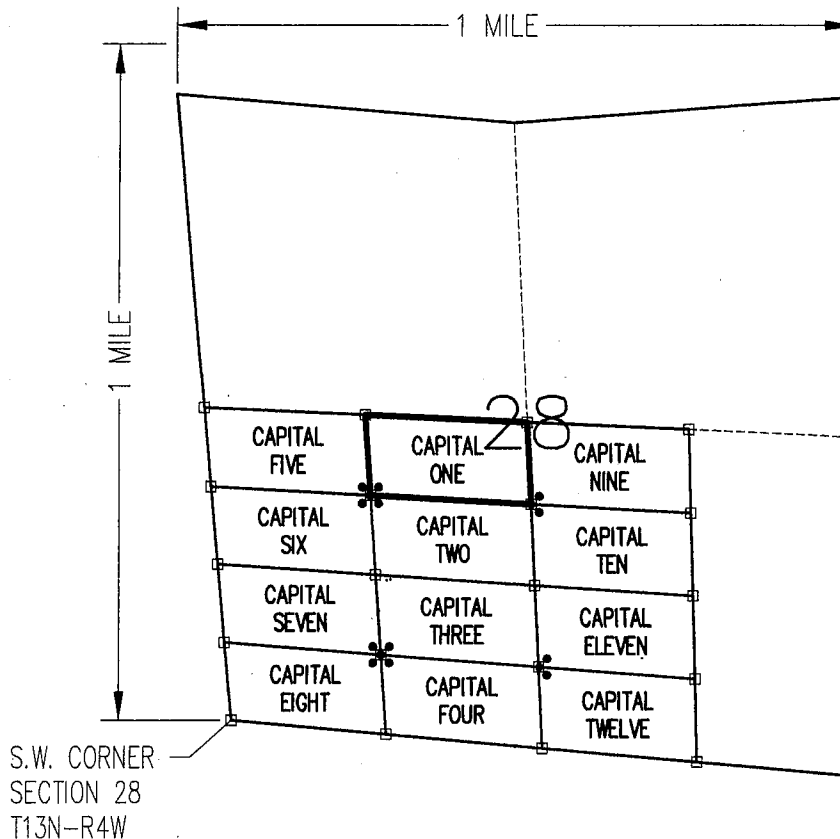 1 MILE
1 MILE
28
CAPITAL
FIVE
CAPITAL
ONE
CAPITAL
NINE
CAPITAL
SIX
CAPITAL
TWO
CAPITAL
TEN
CAPITAL
SEVEN
CAPITAL
THREE
CAPITAL
ELEVEN
CAPITAL
EIGHT
CAPITAL
FOUR
CAPITAL
TWELVE
S.W. CORNER
SECTION 28
T13N-R4W